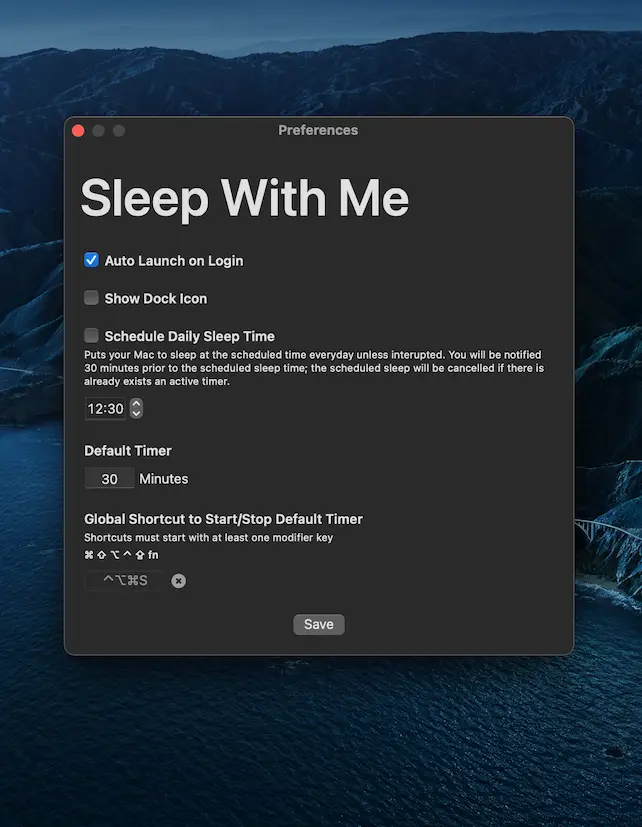 Preferences
Sleep With Me
Auto Launch on Login
Show Dock Icon
Schedule Daily Sleep Time
Puts your Mac to sleep at the scheduled time everyday unless interupted. You will be notified
30 minutes prior to the scheduled sleep time; the scheduled sleep will be cancelled if there is
already exists an active timer.
12:30
Default Timer
30 Minutes
Global Shortcut to Start/Stop Default Timer
Shortcuts must start with at least one modifier key
⌘ ⇧ ⌥ ^ ⇪ fn
^⌥⌘S
Save